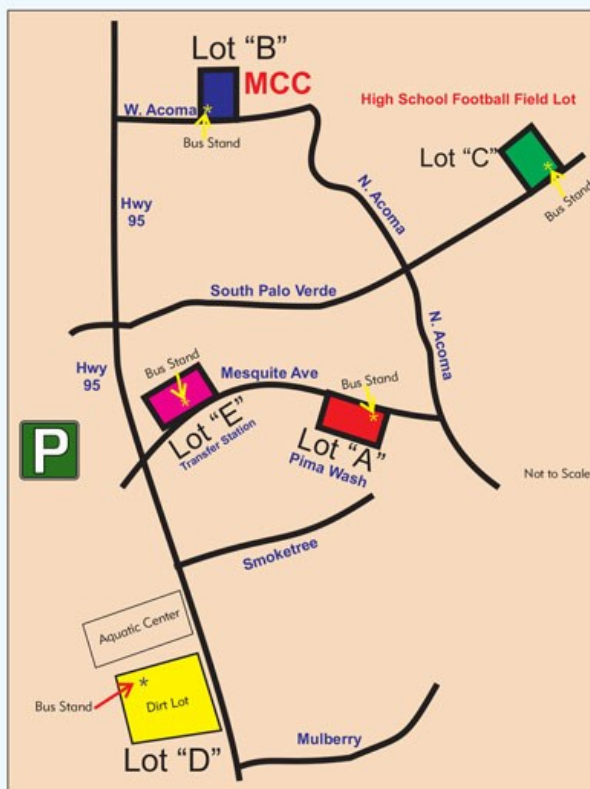 Lot “B”
MCC
W. Acoma
Bus Stand
High School Football Field Lot
Lot “C”
Bus Stand
N. Acoma
Hwy
95
South Palo Verde
N. Acoma
Hwy
95
Bus Stand
Mesquite Ave
Bus Stand
Lot “E”
Transfer Station
Lot “A”
Pima Wash
P
Not to Scale
Smoketree
Aquatic Center
Bus Stand
Dirt Lot
Lot “D”
Mulberry